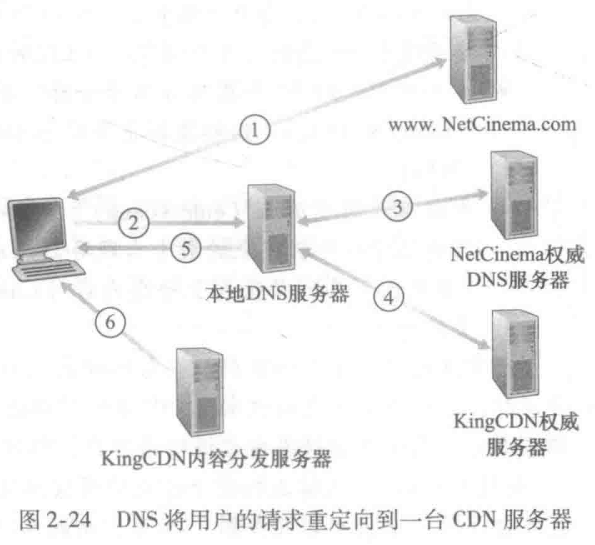 ①
www. NetCinema.com
②
③
⑤
NetCinema权威
DNS服务器
本地DNS服务器
④
⑥
KingCDN权威
服务器
KingCDN内容分发服务器
图 2-24 DNS 将用户的请求重定向到一台 CDN 服务器